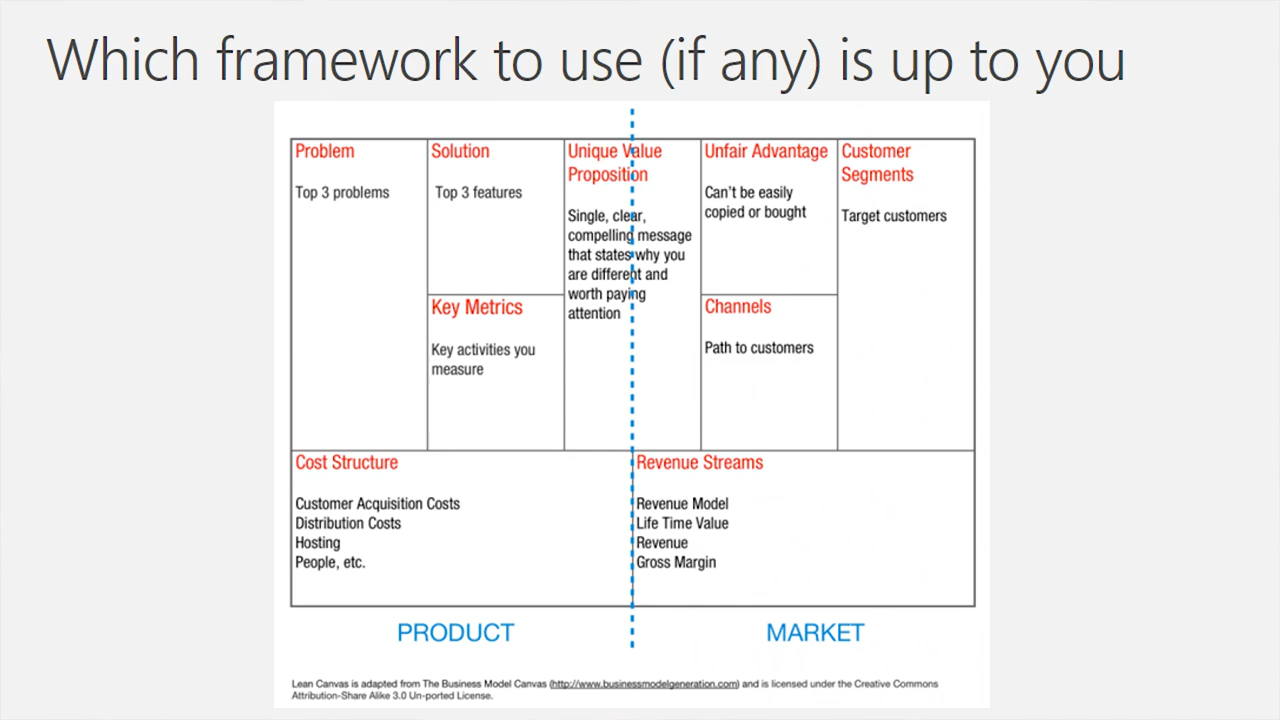 Which framework to use (if any) is up to you
Problem
Top 3 problems
Solution
Top 3 features
Key Metrics
Key activities you
measure
Unique Value
Proposition
Single, clear,
compelling message
that states why you
are different and
worth paying
attention
Unfair Advantage
Can't be easily
copied or bought
Channels
Path to customers
Customer
Segments
Target customers
Cost Structure
Customer Acquisition Costs
Distribution Costs
Hosting
People, etc.
Revenue Streams
Revenue Model
Life Time Value
Revenue
Gross Margin
PRODUCT
MARKET
Lean Canvas is adapted from The Business Model Canvas (http://www.businessmodelgeneration.com) and is licensed under the Creative Commons
Attribution-Share Alike 3.0 Un-ported License.